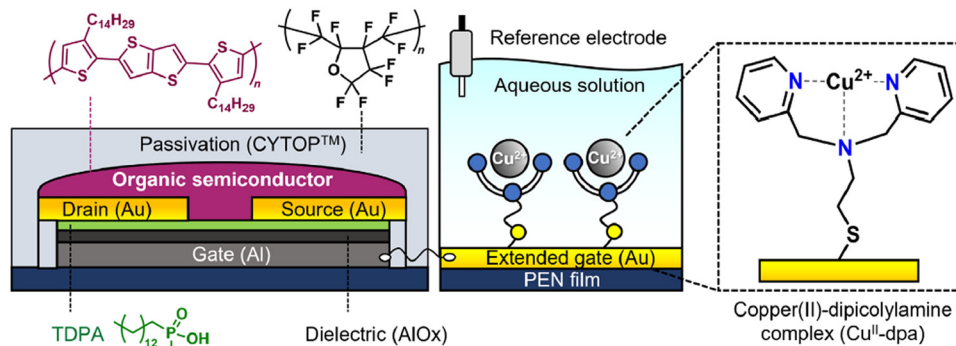 C14H29
S
S
S
S
n
C14H29
F
F
F
F
F
F
F
F
F
F
O
n
Reference electrode
Aqueous solution
Passivation (CYTOP™)
Organic semiconductor
Drain (Au)
Source (Au)
Gate (Al)
Cu2+
Cu2+
Extended gate (Au)
PEN film
N
Cu2+
N
N
S
TDPA
12
O
P
OH
Dielectric (AlOx)
Copper(II)-dipicolylamine
complex (CuII-dpa)